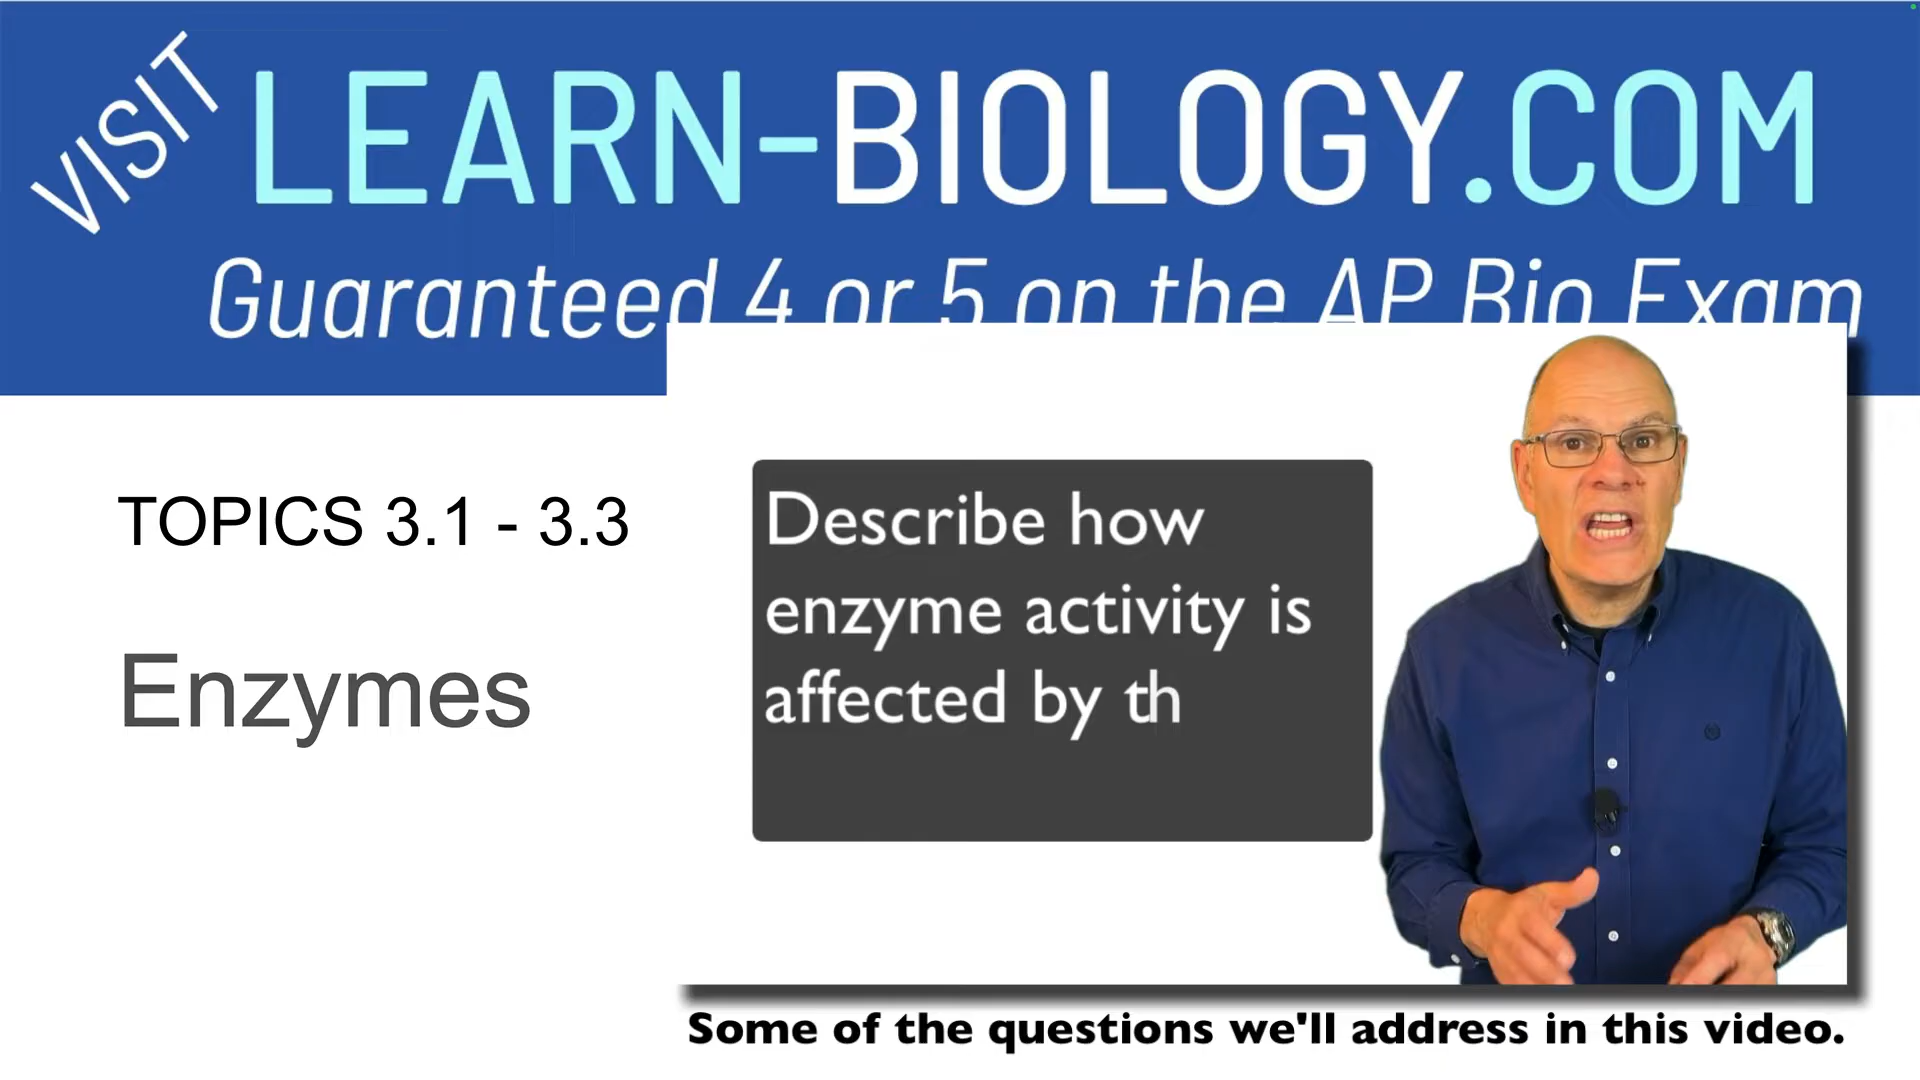 VISIT
LEARN-BIOLOGY.COM
Guaranteed 4 or 5 on the AP Bio Exam
TOPICS 3.1 - 3.3
Enzymes
Describe how
enzyme activity is
affected by th
Some of the questions we'll address in this video.